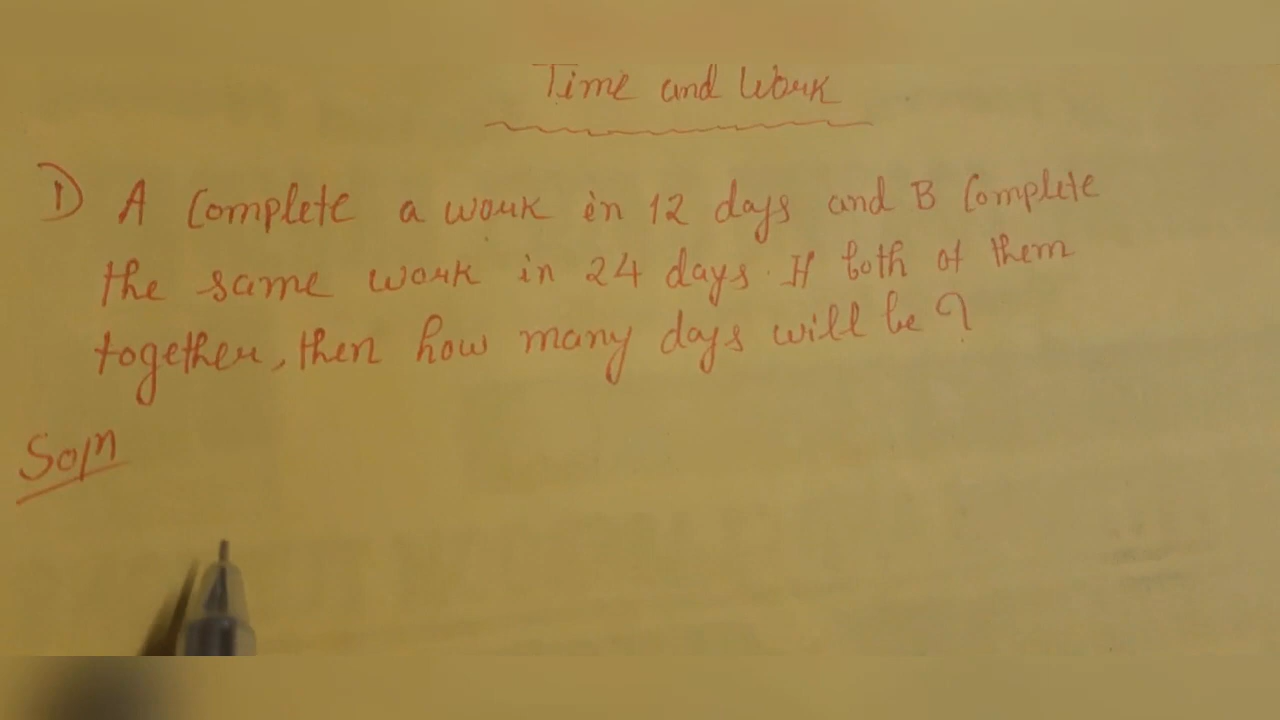 Time and Work
1) A Complete a work in 12 days and B Complete
the same work in 24 days. If both of them
together, then how many days will be ?
Soln